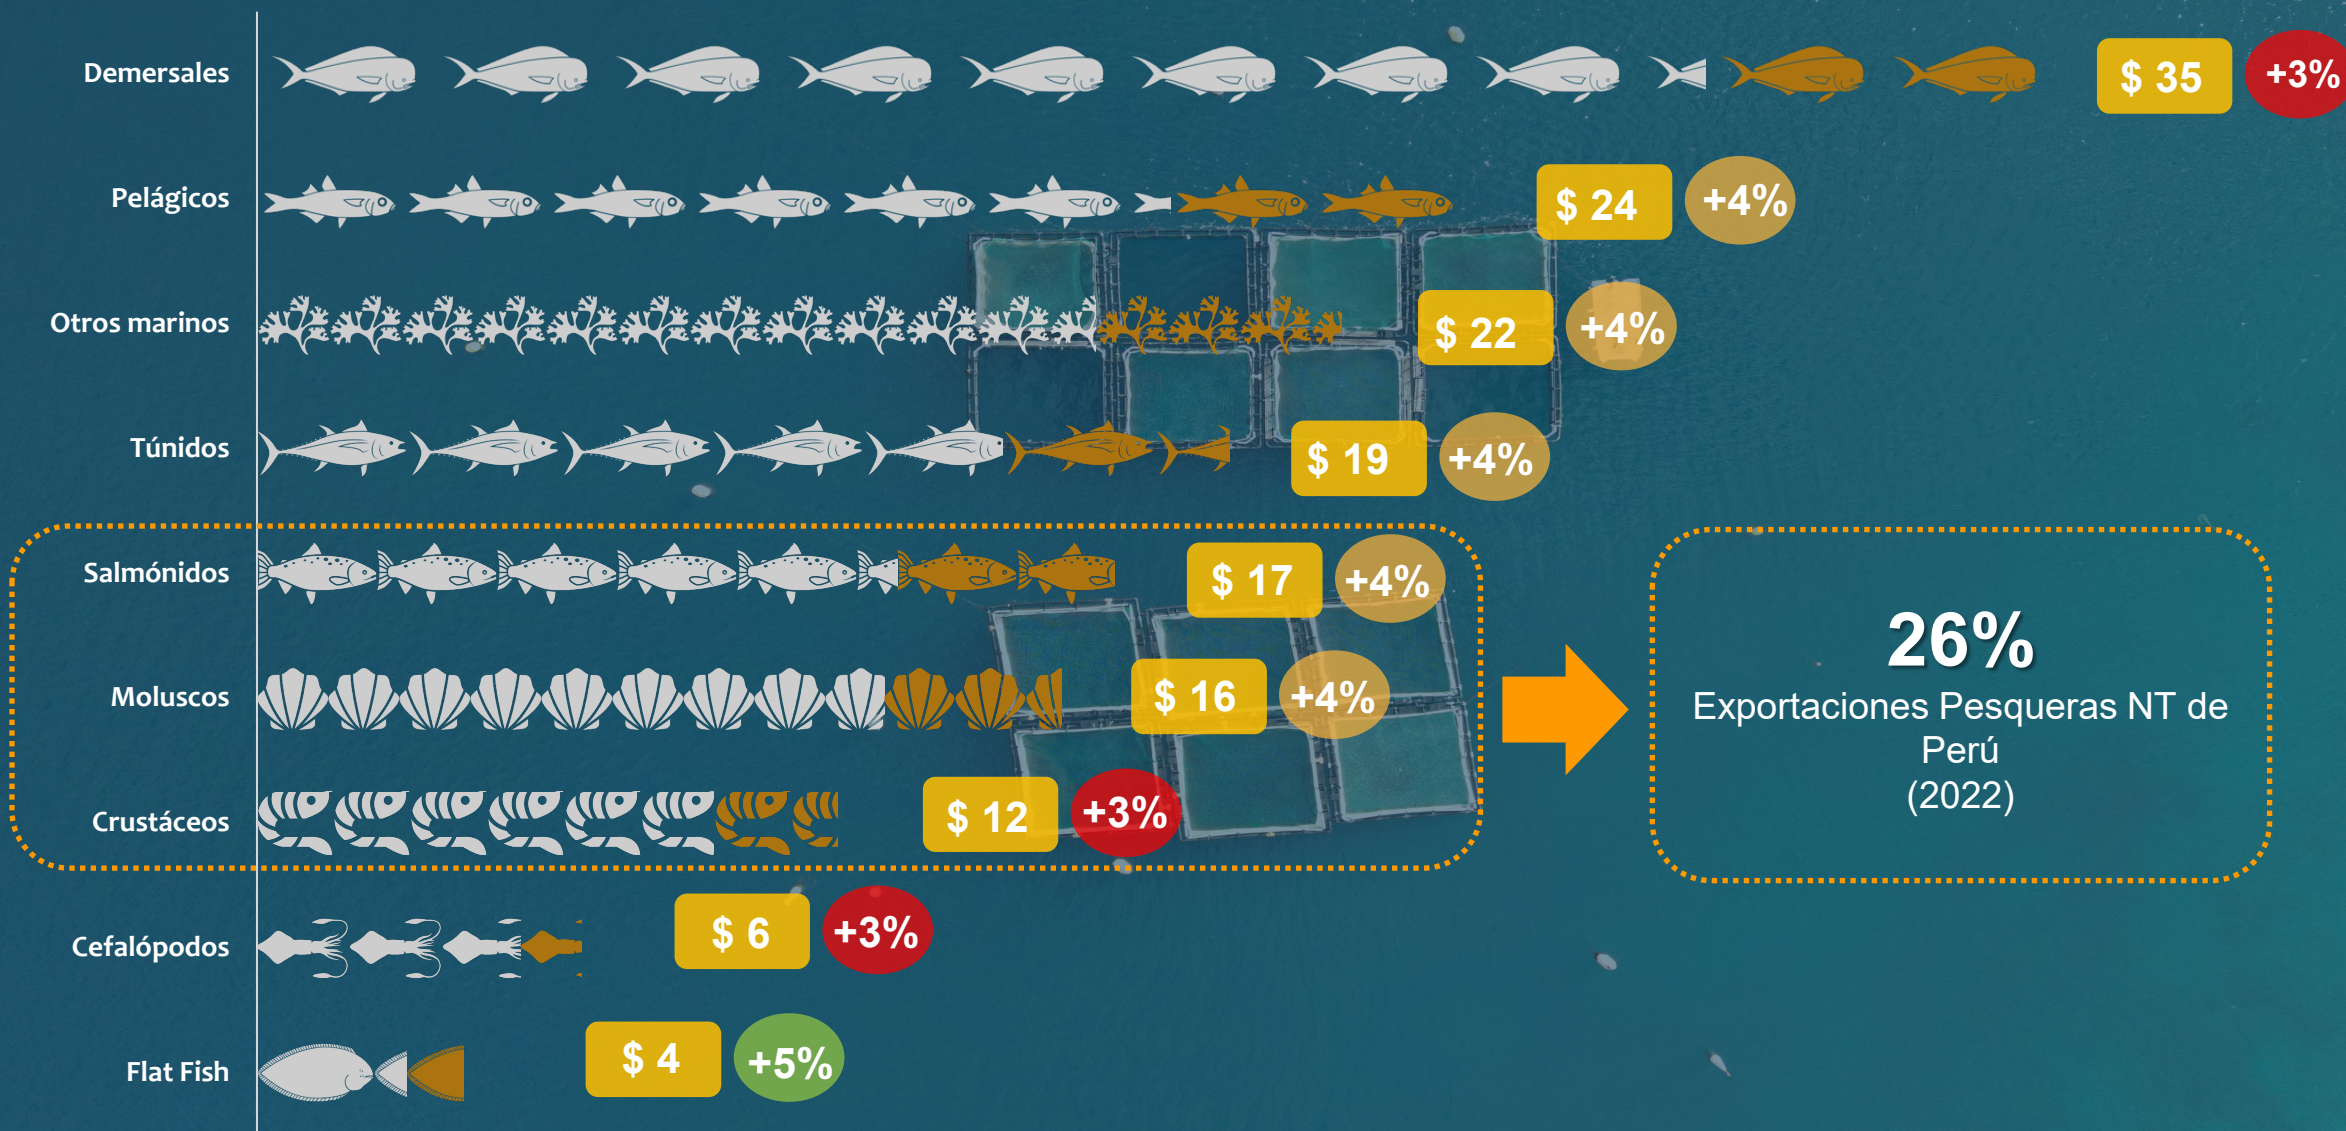 Demersales
$ 35
+3%
Pelágicos
$ 24
+4%
Otros marinos
$ 22
+4%
Túnidos
$ 19
+4%
Salmónidos
$ 17
+4%
Moluscos
$ 16
+4%
Crustáceos
$ 12
+3%
26%
Exportaciones Pesqueras NT de
Perú
(2022)
Cefalópodos
$ 6
+3%
Flat Fish
$ 4
+5%